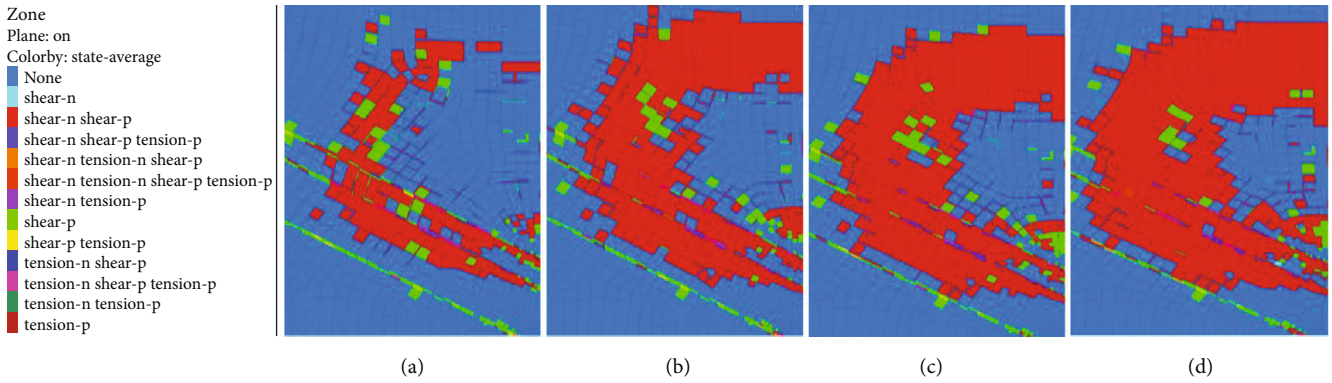 Zone
Plane: on
Colorby: state-average
None
shear-n
shear-n shear-p
shear-n shear-p tension-p
shear-n tension-n shear-p
shear-n tension-n shear-p tension-p
shear-n tension-p
shear-p
shear-p tension-p
tension-n shear-p
tension-n shear-p tension-p
tension-n tension-p
tension-p
(a) (b) (c) (d)